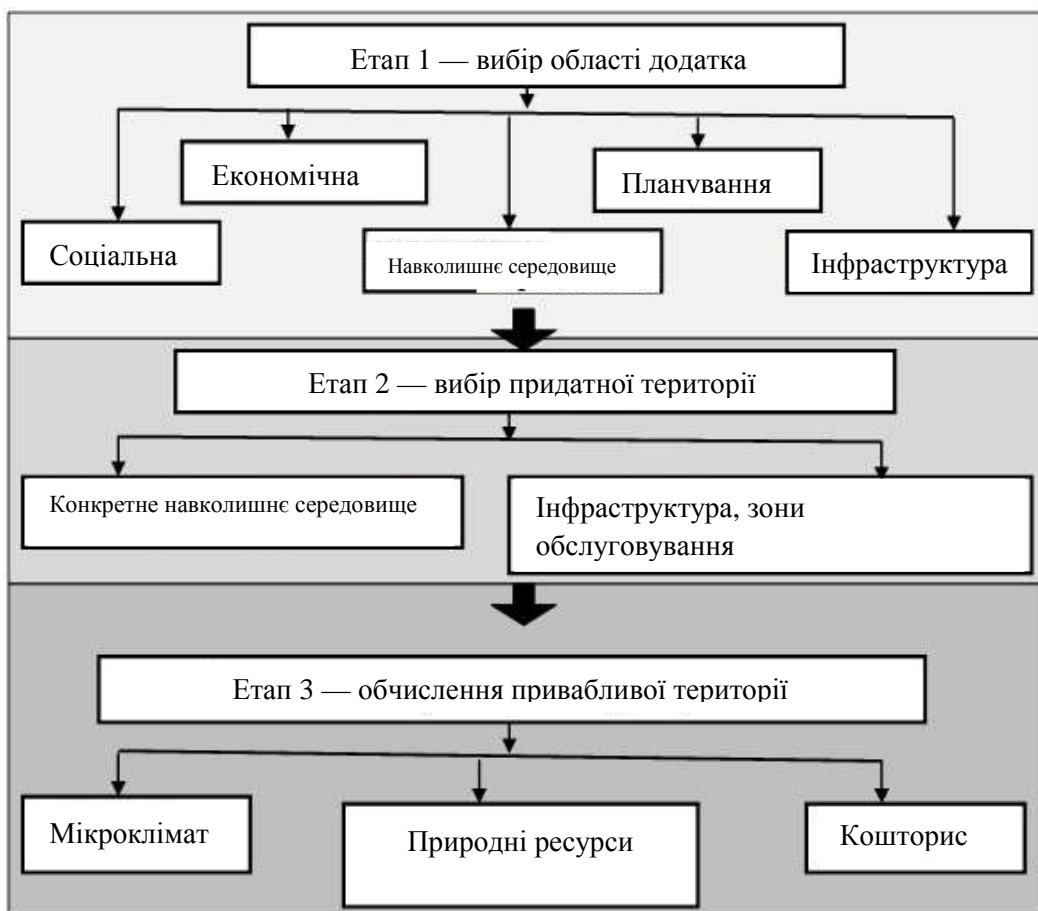 Етап 1 — вибір області додатка
Економічна
Планування
Соціальна
Навколишнє середовище
Інфраструктура
Етап 2 — вибір придатної території
Конкретне навколишнє середовище
Інфраструктура, зони
обслуговування
Етап 3 — обчислення привабливої території
Мікроклімат
Природні ресурси
Кошторис